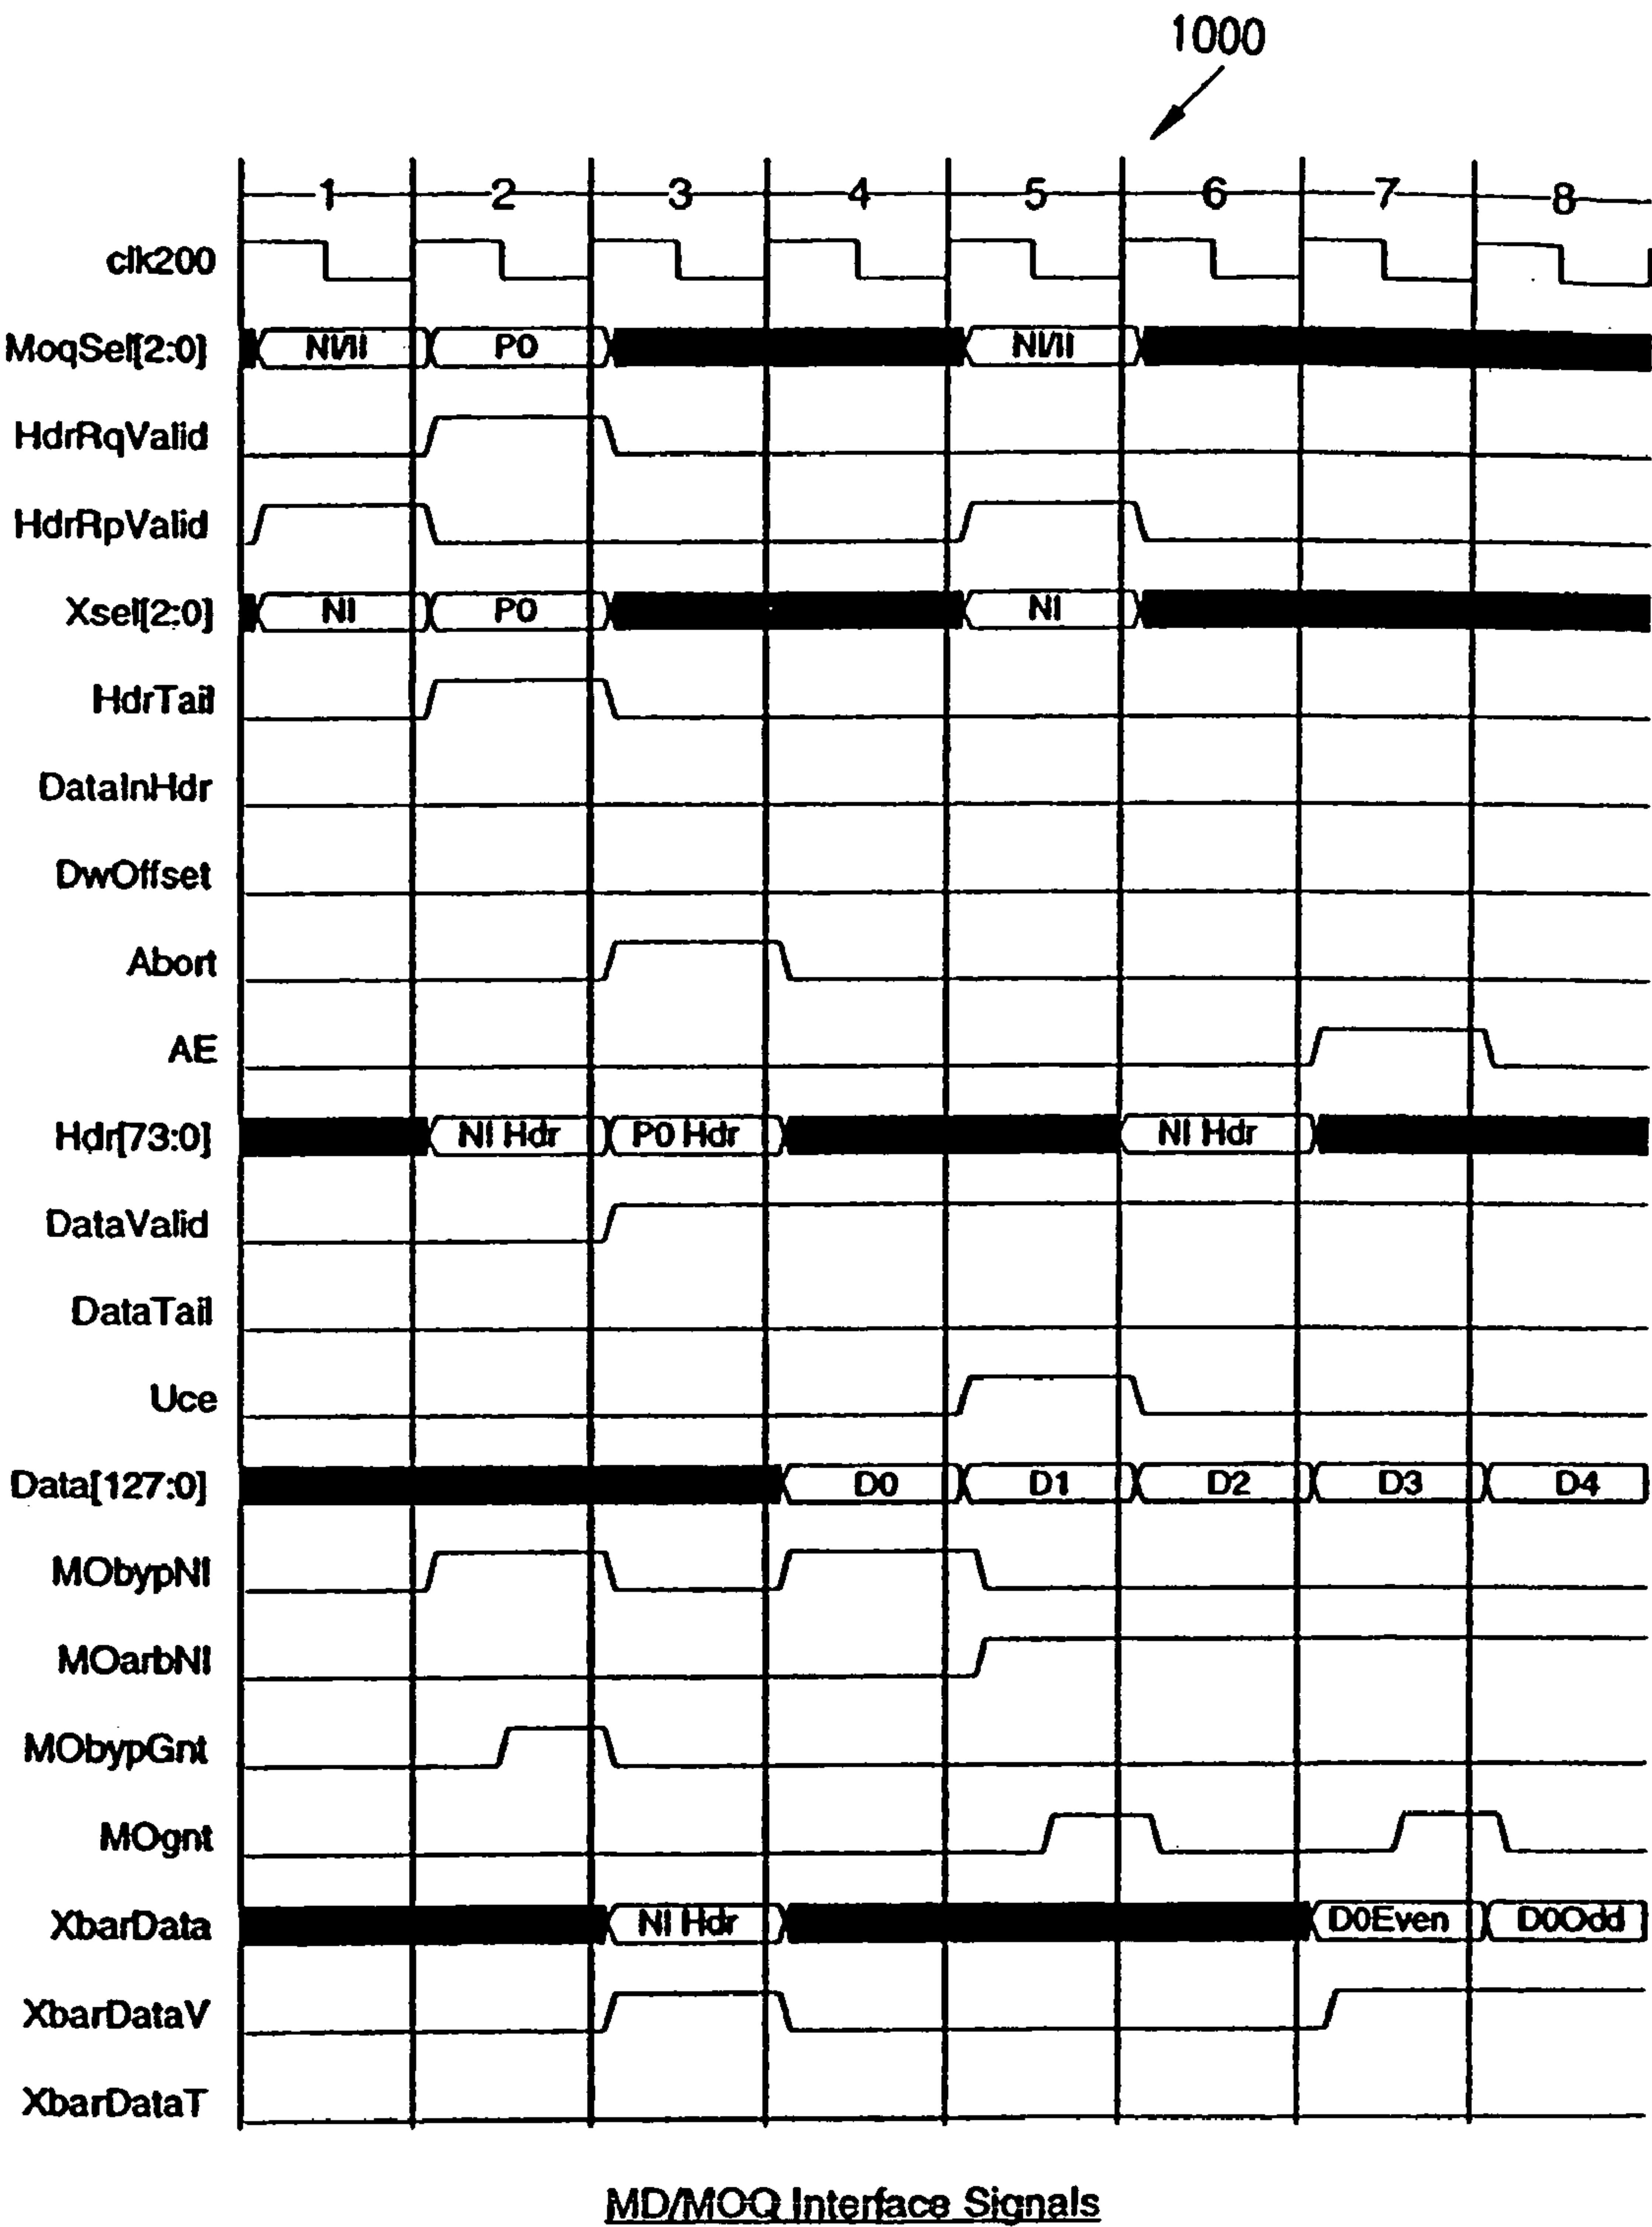 1000
1 2 3 4 5 6 7 8
clk200
MoqSel[2:0] NI/II P0 NI/II
HdrRqValid
HdrRpValid
Xsel[2:0] NI P0 NI
HdrTail
DataInHdr
DwOffset
Abort
AE
Hdr[73:0] NI Hdr P0 Hdr NI Hdr
DataValid
DataTail
Uce
Data[127:0] D0 D1 D2 D3 D4
MObypNI
MOarbNI
MObypGnt
MOgnt
XbarData NI Hdr D0Even D0Odd
XbarDataV
XbarDataT
MD/MOQ Interface Signals